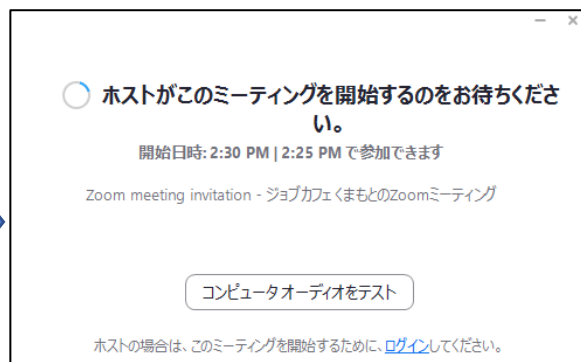 ホストがこのミーティングを開始するのをお待ちくださ
い。
開始日時: 2:30 PM | 2:25 PM で参加できます
Zoom meeting invitation - ジョブカフェくまもとのZoomミーティング
コンピュータ オーディオをテスト
ホストの場合は、このミーティングを開始するために、ログインしてください。